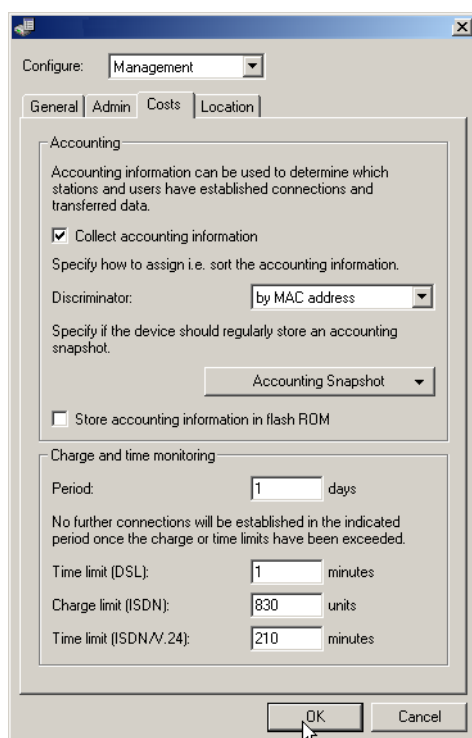 Configure: Management
General Admin Costs Location
Accounting
Accounting information can be used to determine which
stations and users have established connections and
transferred data.
Collect accounting information
Specify how to assign i.e. sort the accounting information.
Discriminator: by MAC address
Specify if the device should regularly store an accounting
snapshot.
Accounting Snapshot
Store accounting information in flash ROM
Charge and time monitoring
Period: 1 days
No further connections will be established in the indicated
period once the charge or time limits have been exceeded.
Time limit (DSL): 1 minutes
Charge limit (ISDN): 830 units
Time limit (ISDN/V.24): 210 minutes
OK Cancel